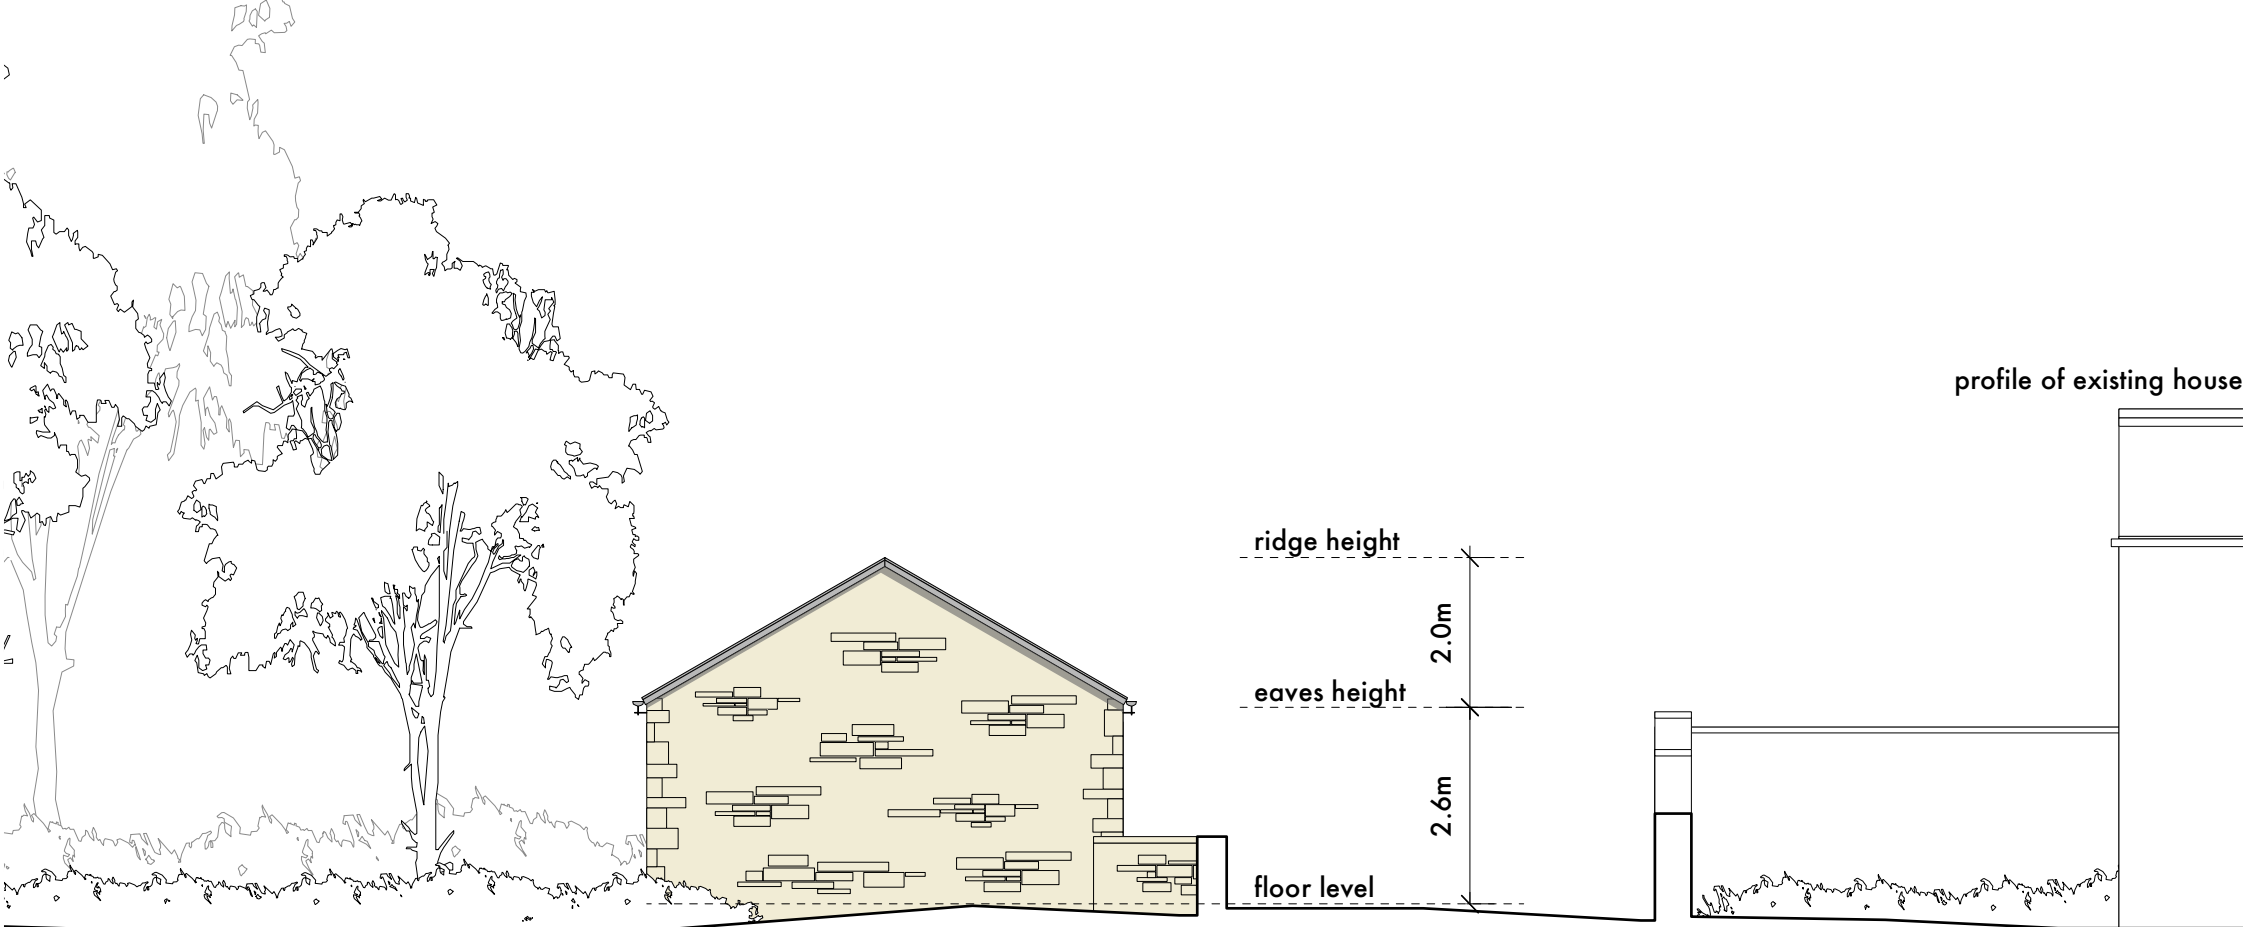 profile of existing house
ridge height
2.0m
eaves height
2.6m
floor level